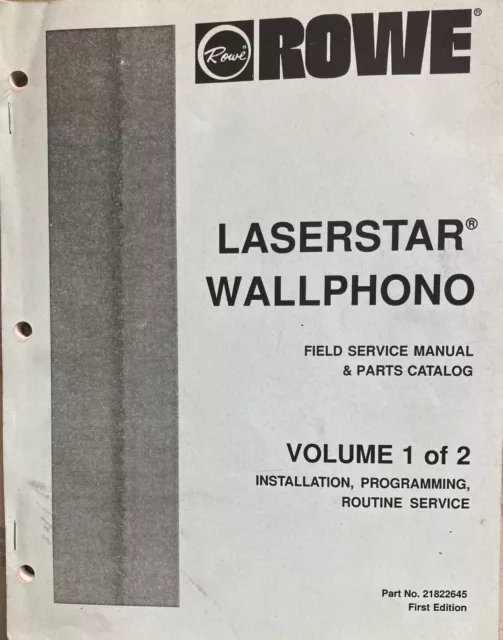 Rowe ROWE®
LASERSTAR®
WALLPHONO
FIELD SERVICE MANUAL
& PARTS CATALOG
VOLUME 1 of 2
INSTALLATION, PROGRAMMING,
ROUTINE SERVICE
Part No. 21822645
First Edition